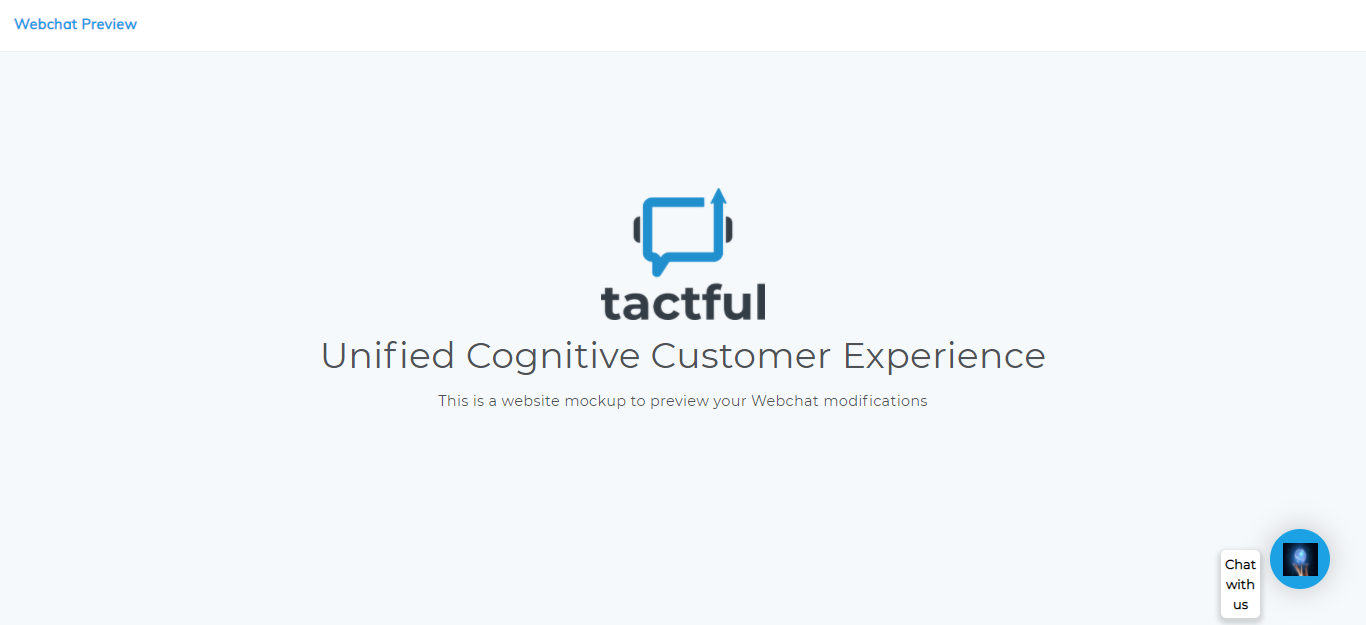 Webchat Preview
tactful
Unified Cognitive Customer Experience
This is a website mockup to preview your Webchat modifications
Chat
with
us